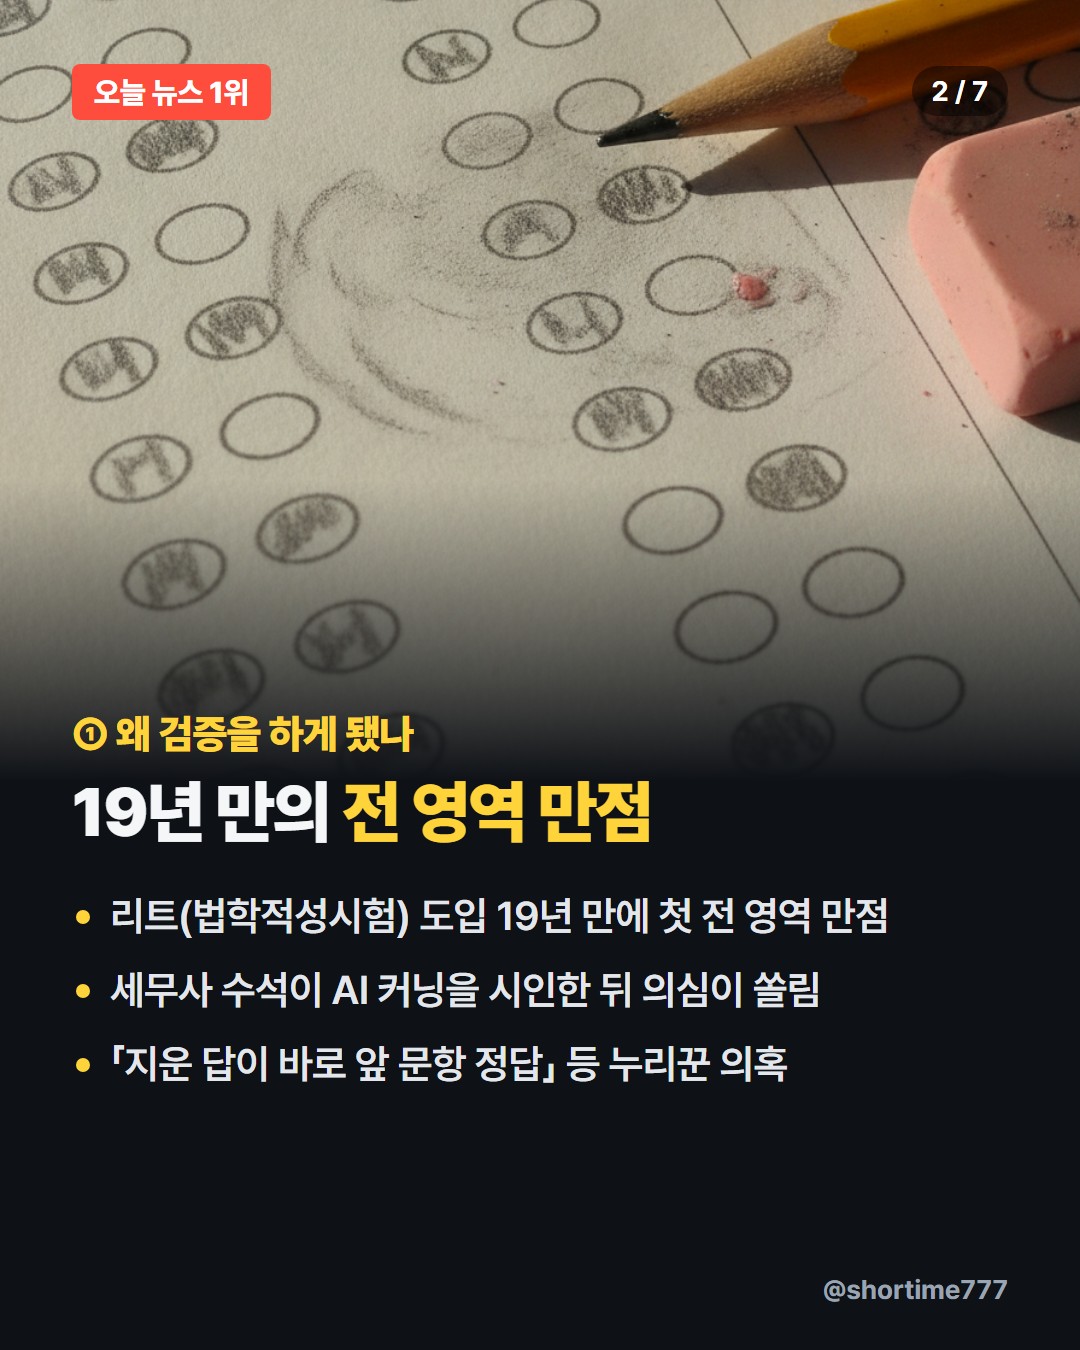 오늘 뉴스 1위
2 / 7
① 왜 검증을 하게 됐나
19년 만의 전 영역 만점
• 리트(법학적성시험) 도입 19년 만에 첫 전 영역 만점
• 세무사 수석이 AI 커닝을 시인한 뒤 의심이 쏠림
• 「지운 답이 바로 앞 문항 정답」 등 누리꾼 의혹
@shortime777